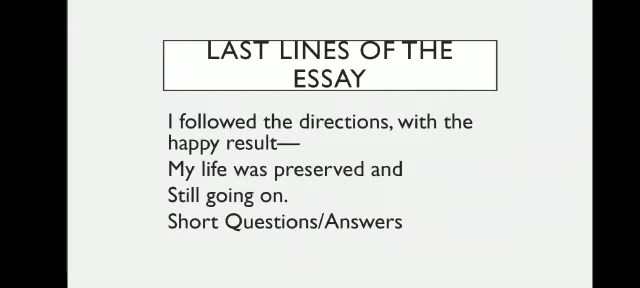 LAST LINES OF THE
ESSAY
I followed the directions, with the
happy result—
My life was preserved and
Still going on.
Short Questions/Answers